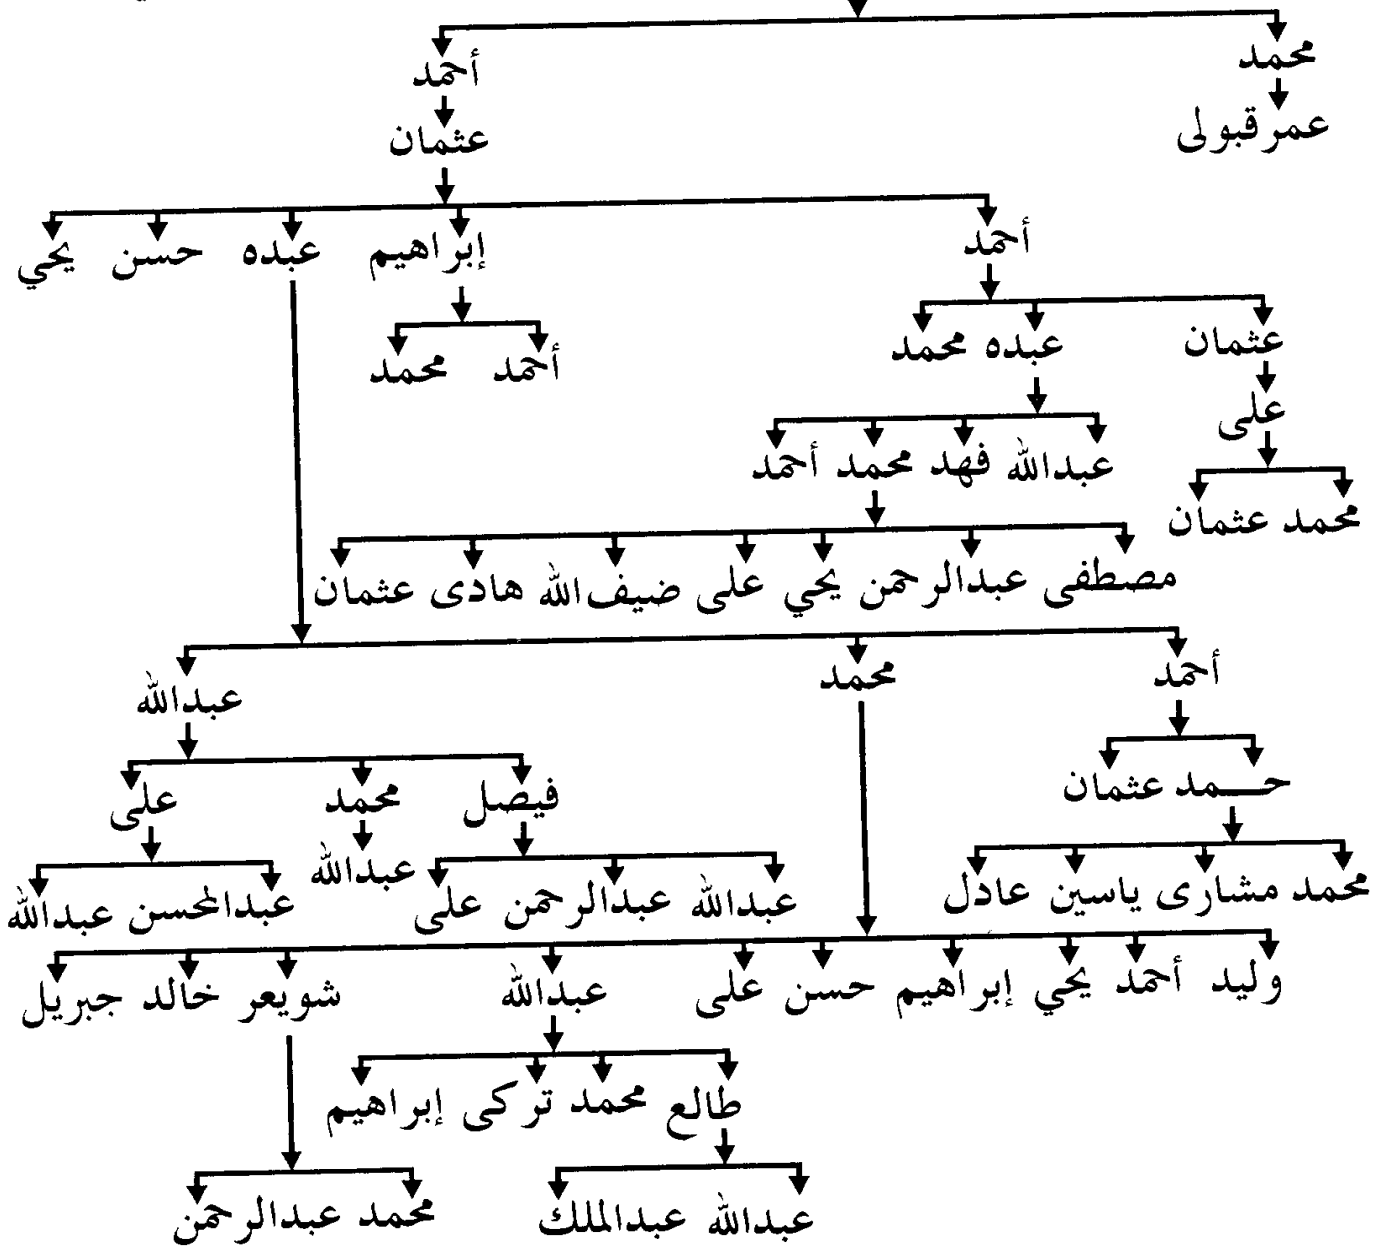 محمد أحمد
عمر قبولى عثمان
أحمد إبراهيم عبده حسن يحي
عثمان عبده محمد أحمد محمد
على
عبدالله فهد محمد أحمد
محمد عثمان
مصطفى عبدالرحمن يحي على ضيف الله هادى عثمان
أحمد محمد عبدالله
حـمد عثمان فيصل محمد على
محمد مشارى ياسين عادل عبدالله عبدالرحمن على عبدالله عبدالمحسن عبدالله
وليد أحمد يحي إبراهيم حسن على عبدالله شويعر خالد جبريل
طالع محمد تركى إبراهيم
عبدالله عبدالملك محمد عبدالرحمن